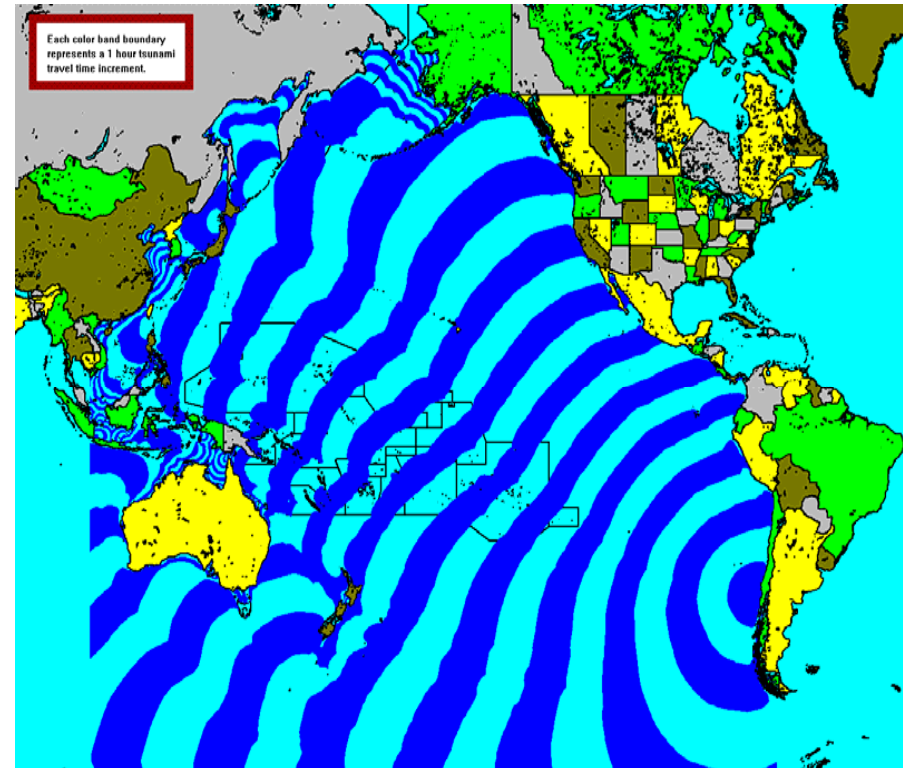 Each color band boundary
represents a 1 hour tsunami
travel time increment.